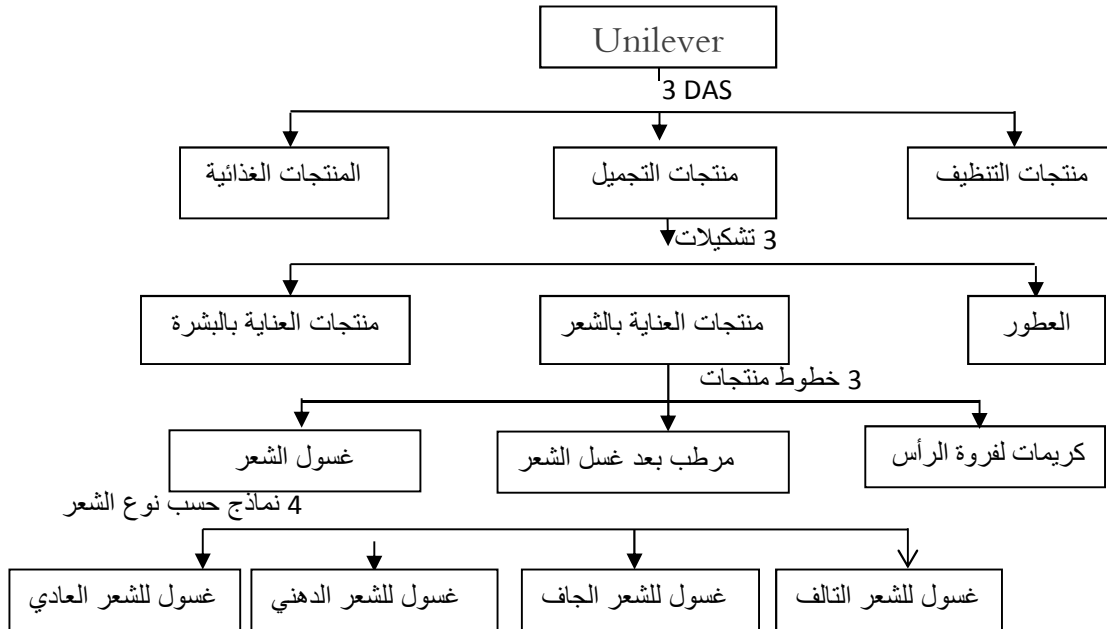 Unilever
3 DAS
منتجات التنظيف
منتجات التجميل
المنتجات الغذائية
3 تشكيلات
العطور
منتجات العناية بالشعر
منتجات العناية بالبشرة
3 خطوط منتجات
كريمات لفروة الرأس
مرطب بعد غسل الشعر
غسول الشعر
4 نماذج حسب نوع الشعر
غسول للشعر التالف
غسول للشعر الجاف
غسول للشعر الدهني
غسول للشعر العادي